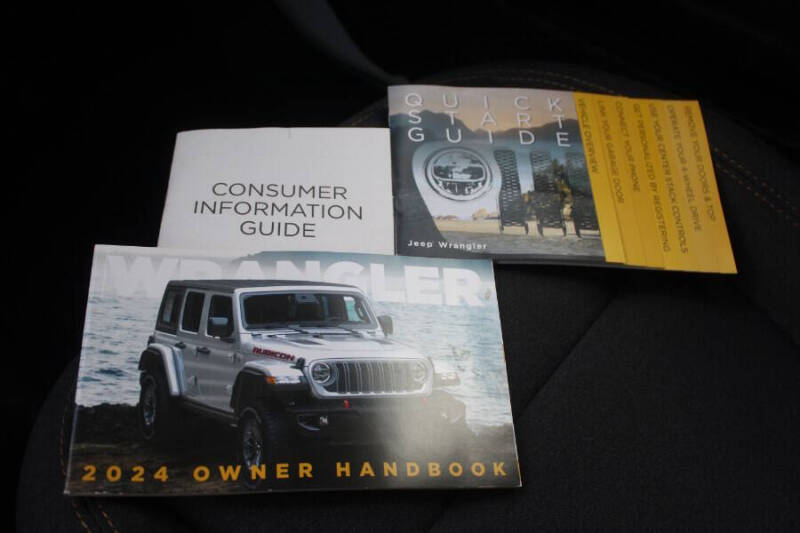 QUICK
START
GUIDE
Jeep Wrangler
VEHICLE OVERVIEW
LINK YOUR GARAGE DOOR
CONNECT YOUR PHONE
GET PERSONALIZED BY REGISTERING
USE YOUR CENTER STACK CONTROLS
OPERATE YOUR 4-WHEEL DRIVE
REMOVE YOUR DOORS & TOP
CONSUMER
INFORMATION
GUIDE
WRANGLER
RUBICON
2024 OWNER HANDBOOK